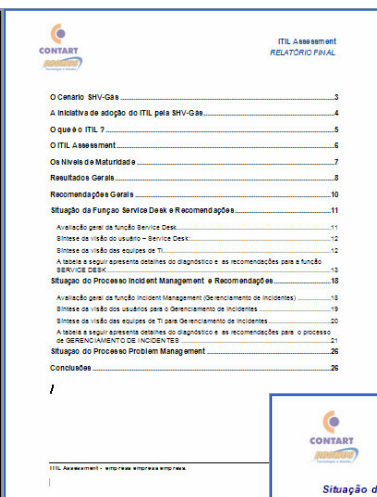 CONTART
ITIL Assessment
RELATÓRIO FINAL
O Cenário SHV-Gás 3
A iniciativa de adoção do ITIL pela SHV-Gás 4
O que é o ITIL ? 5
O ITIL Assessment 6
Os Níveis de Maturidade 7
Resultados Gerais 8
Recomendações Gerais 10
Situação da Função Service Desk e Recomendações 11
Avaliação geral da função Service Desk 11
Síntese da visão do usuário – Service Desk: 12
Síntese da visão das equipes de TI 12
A tabela a seguir apresenta detalhes do diagnóstico e as recomendações para a função
SERVICE DESK 13
Situação do Processo Incident Management e Recomendações 18
Avaliação geral da função Incident Management (Gerenciamento de Incidentes) 18
Síntese da visão dos usuários para o Gerenciamento de Incidentes 19
Síntese da visão das equipes de TI para Gerenciamento de Incidentes 20
A tabela a seguir apresenta detalhes do diagnóstico e as recomendações para o processo
de GERENCIAMENTO DE INCIDENTES 21
Situação do Processo Problem Management 26
Conclusões 26
I
ITIL Assessment - empresa empresa empresa.
CONTART
Situação d